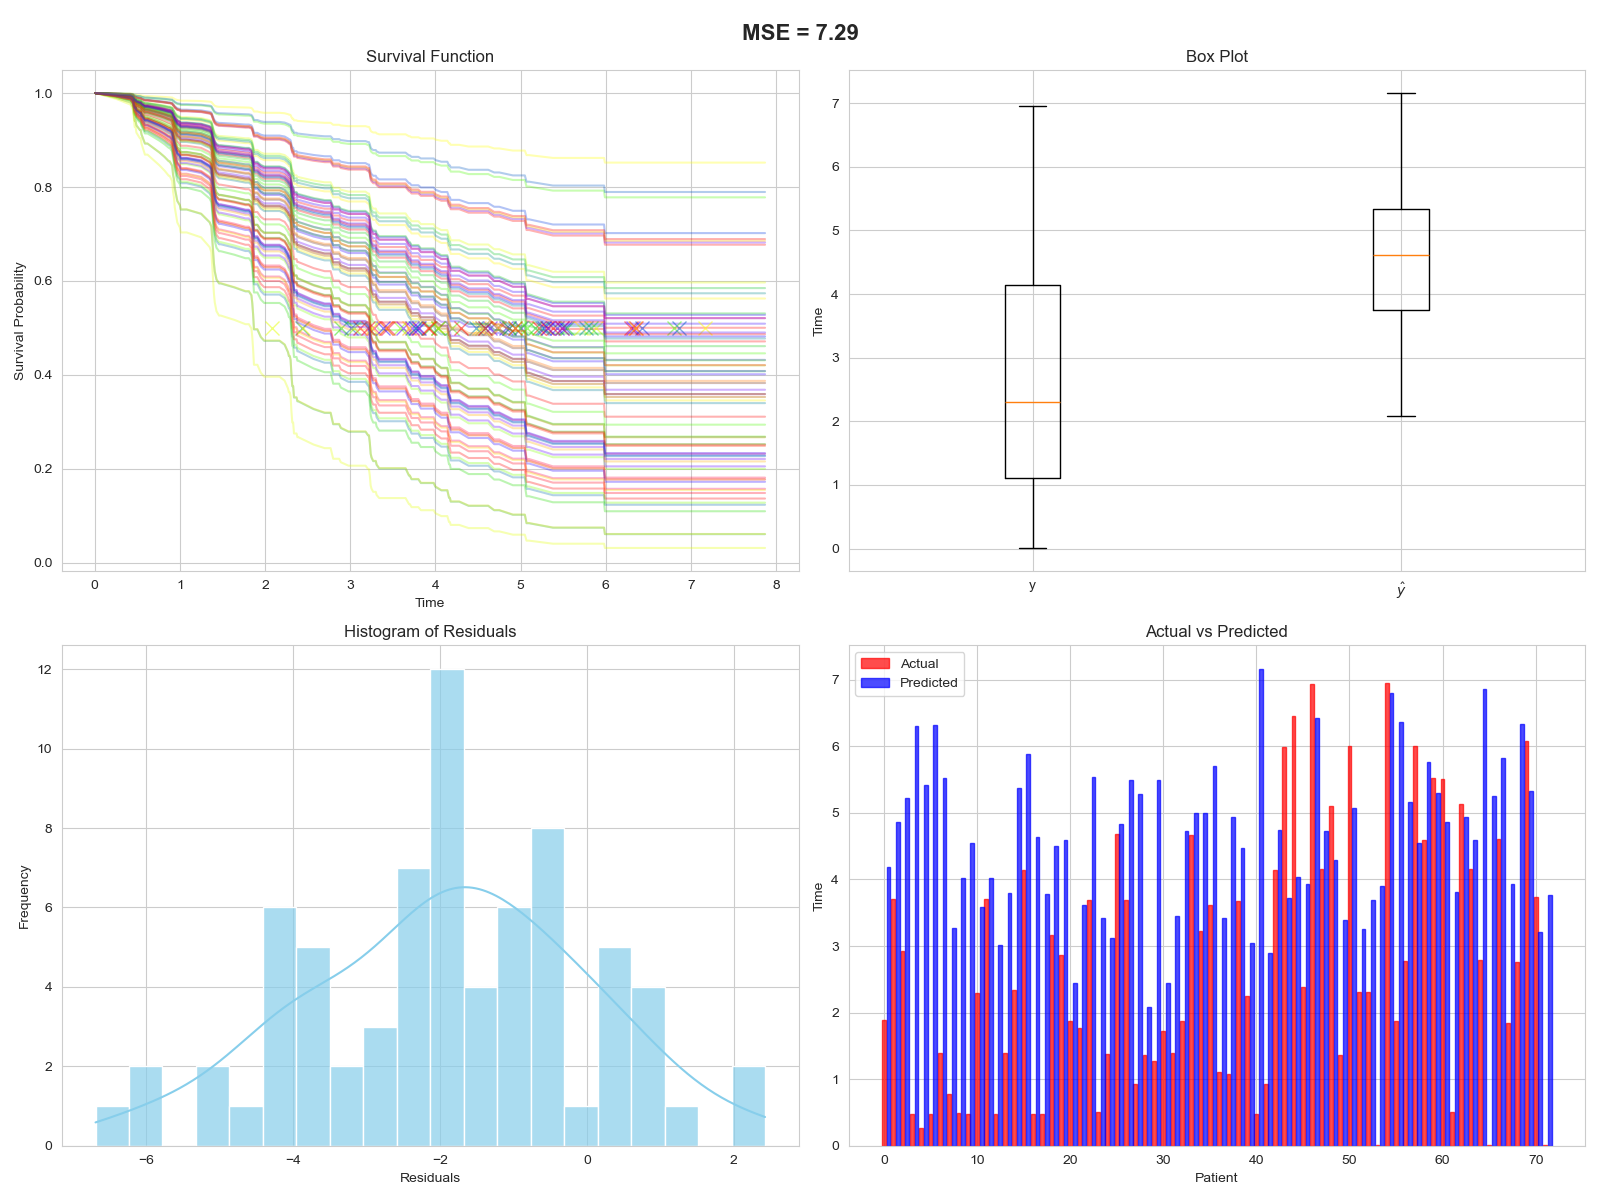 MSE = 7.29
Survival Function
Survival Probability
1.0
0.8
0.6
0.4
0.2
0.0
0 1 2 3 4 5 6 7 8
Time
Box Plot
Time
7
6
5
4
3
2
1
0
y ŷ
Histogram of Residuals
Frequency
12
10
8
6
4
2
0
−6 −4 −2 0 2
Residuals
Actual vs Predicted
Actual
Predicted
Time
7
6
5
4
3
2
1
0
0 10 20 30 40 50 60 70
Patient